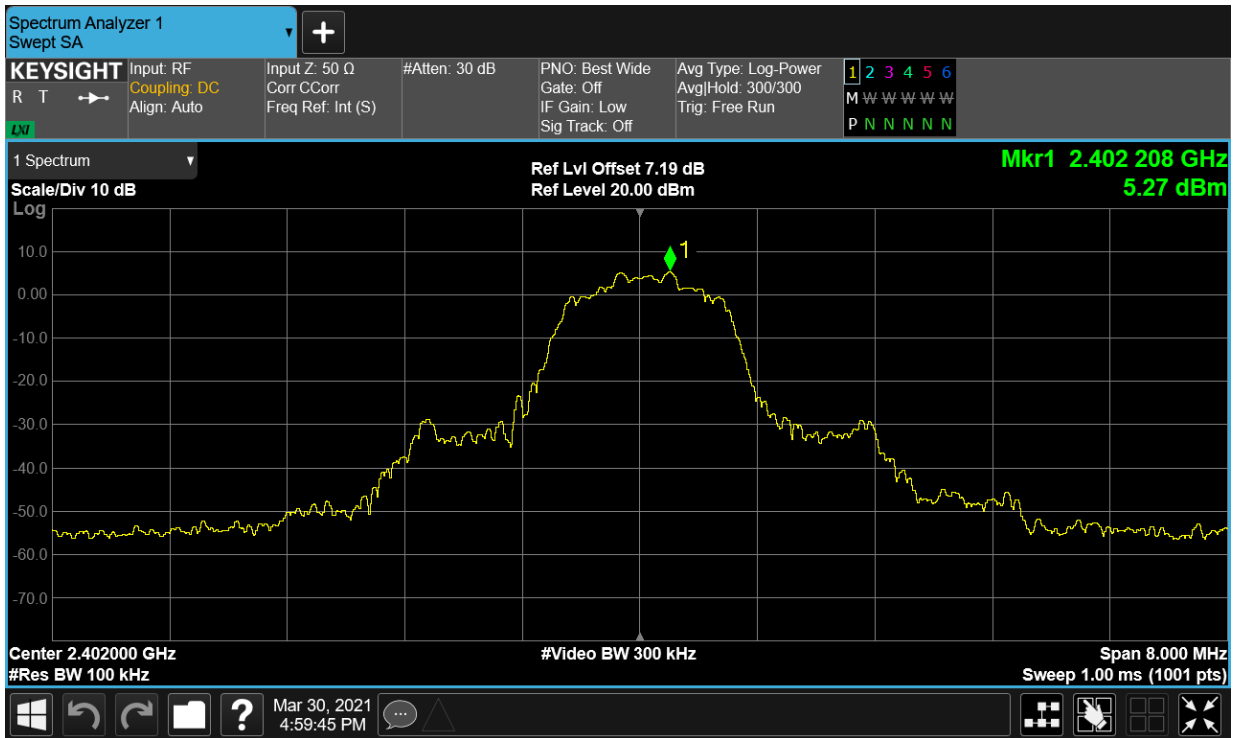 Spectrum Analyzer 1
Swept SA
KEYSIGHT
R T
LXI
Input: RF
Coupling: DC
Align: Auto
Input Z: 50 Ω
Corr CCorr
Freq Ref: Int (S)
#Atten: 30 dB
PNO: Best Wide
Gate: Off
IF Gain: Low
Sig Track: Off
Avg Type: Log-Power
Avg|Hold: 300/300
Trig: Free Run
1 2 3 4 5 6
M W W W W W
P N N N N N
1 Spectrum
Scale/Div 10 dB
Log
Ref Lvl Offset 7.19 dB
Ref Level 20.00 dBm
Mkr1 2.402 208 GHz
5.27 dBm
1
10.0
0.00
-10.0
-20.0
-30.0
-40.0
-50.0
-60.0
-70.0
Center 2.402000 GHz
#Res BW 100 kHz
#Video BW 300 kHz
Span 8.000 MHz
Sweep 1.00 ms (1001 pts)
?
Mar 30, 2021
4:59:45 PM